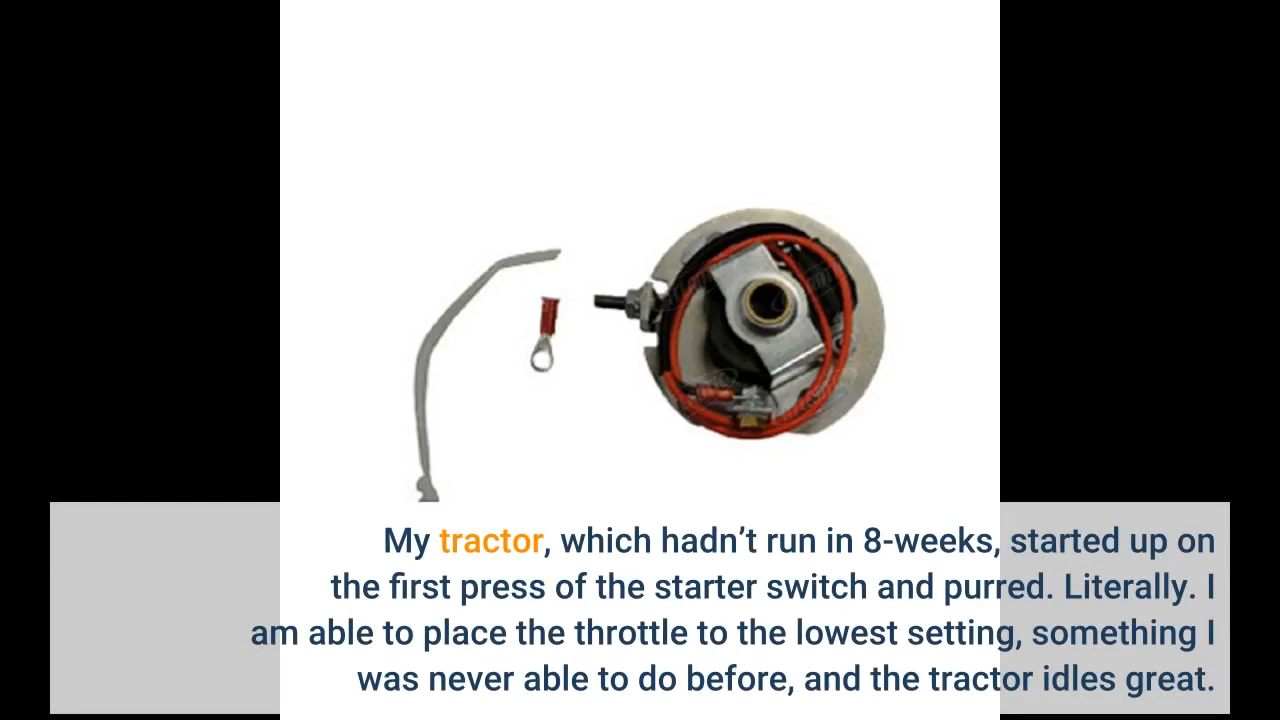 My tractor, which hadn’t run in 8-weeks, started up on
the first press of the starter switch and purred. Literally. I
am able to place the throttle to the lowest setting, something I
was never able to do before, and the tractor idles great.